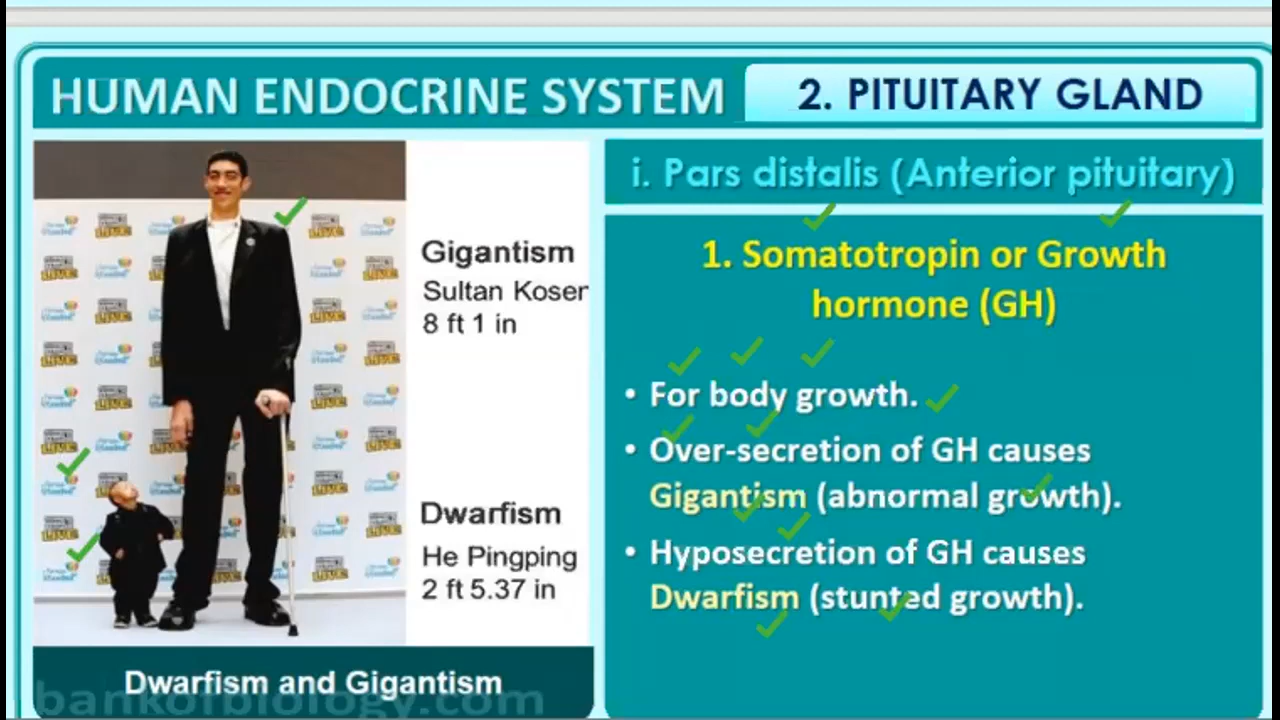 HUMAN ENDOCRINE SYSTEM
2. PITUITARY GLAND
Gigantism
Sultan Kosen
8 ft 1 in
Dwarfism
He Pingping
2 ft 5.37 in
Dwarfism and Gigantism
bankofbiology.com
i. Pars distalis (Anterior pituitary)
1. Somatotropin or Growth
hormone (GH)
• For body growth.
• Over-secretion of GH causes
Gigantism (abnormal growth).
• Hyposecretion of GH causes
Dwarfism (stunted growth).